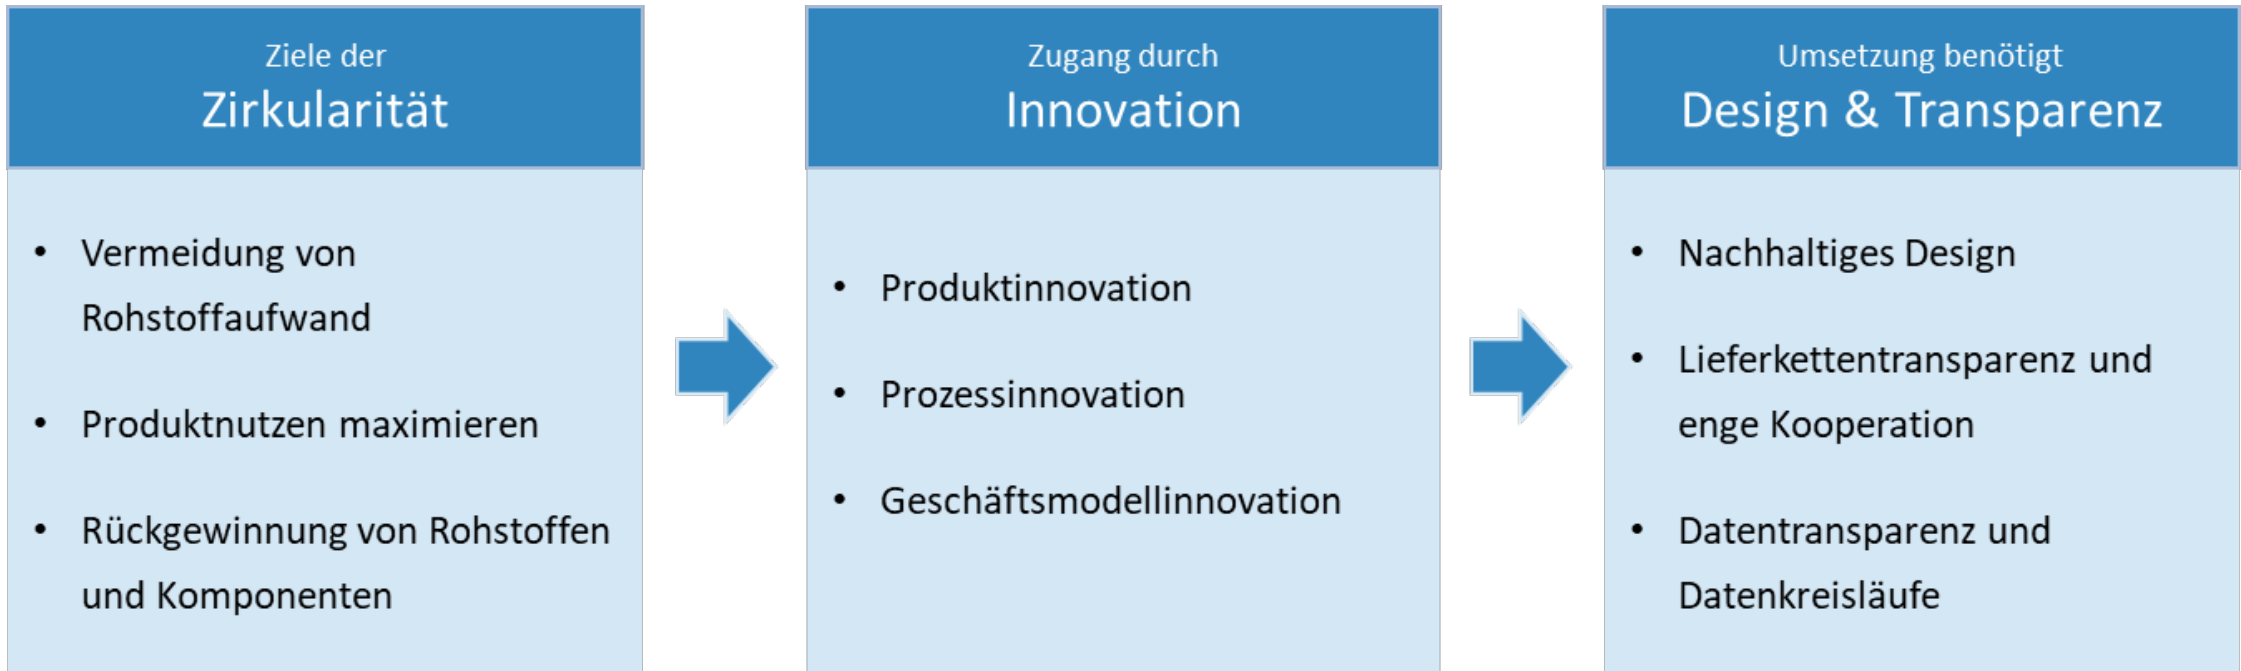 Ziele der
Zirkularität
• Vermeidung von
Rohstoffaufwand
• Produktnutzen maximieren
• Rückgewinnung von Rohstoffen
und Komponenten
Zugang durch
Innovation
• Produktinnovation
• Prozessinnovation
• Geschäftsmodellinnovation
Umsetzung benötigt
Design & Transparenz
• Nachhaltiges Design
• Lieferkettentransparenz und
enge Kooperation
• Datentransparenz und
Datenkreisläufe